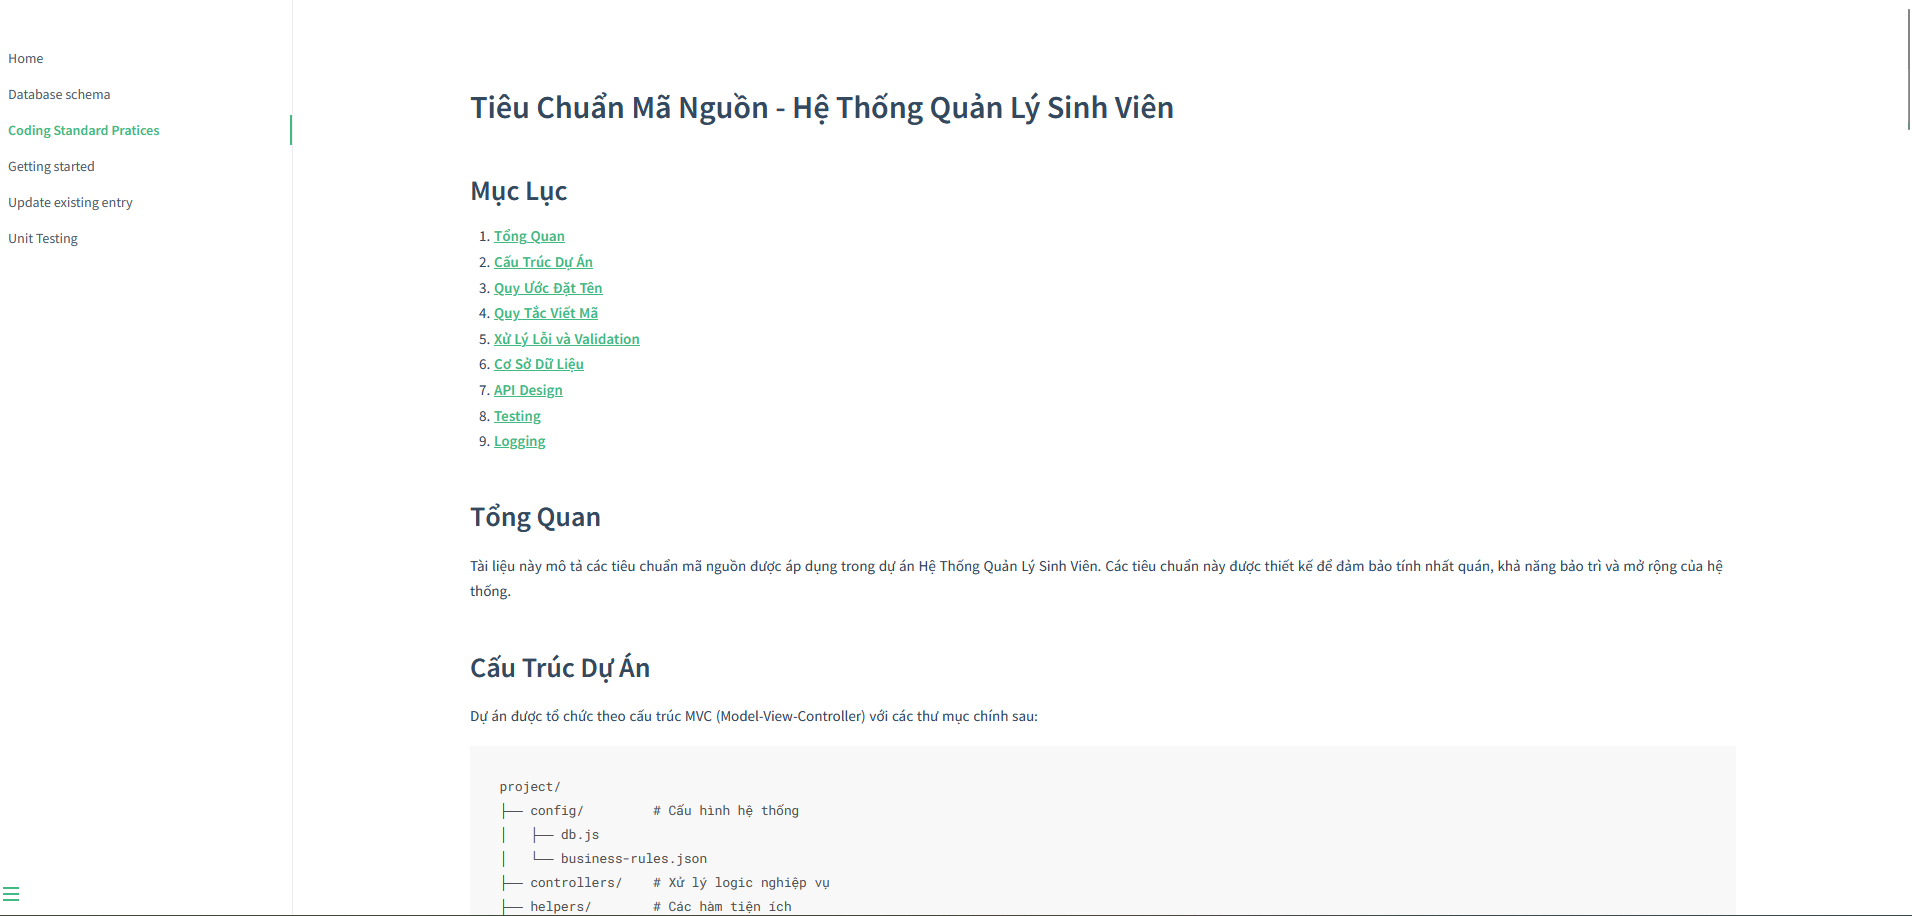 Home
Database schema
Coding Standard Pratices
Getting started
Update existing entry
Unit Testing
Tiêu Chuẩn Mã Nguồn - Hệ Thống Quản Lý Sinh Viên
Mục Lục
1. Tổng Quan
2. Cấu Trúc Dự Án
3. Quy Ước Đặt Tên
4. Quy Tắc Viết Mã
5. Xử Lý Lỗi và Validation
6. Cơ Sở Dữ Liệu
7. API Design
8. Testing
9. Logging
Tổng Quan
Tài liệu này mô tả các tiêu chuẩn mã nguồn được áp dụng trong dự án Hệ Thống Quản Lý Sinh Viên. Các tiêu chuẩn này được thiết kế để đảm bảo tính nhất quán, khả năng bảo trì và mở rộng của hệ
thống.
Cấu Trúc Dự Án
Dự án được tổ chức theo cấu trúc MVC (Model-View-Controller) với các thư mục chính sau:
project/
├── config/         # Cấu hình hệ thống
│   ├── db.js
│   └── business-rules.json
├── controllers/    # Xử lý logic nghiệp vụ
├── helpers/        # Các hàm tiện ích